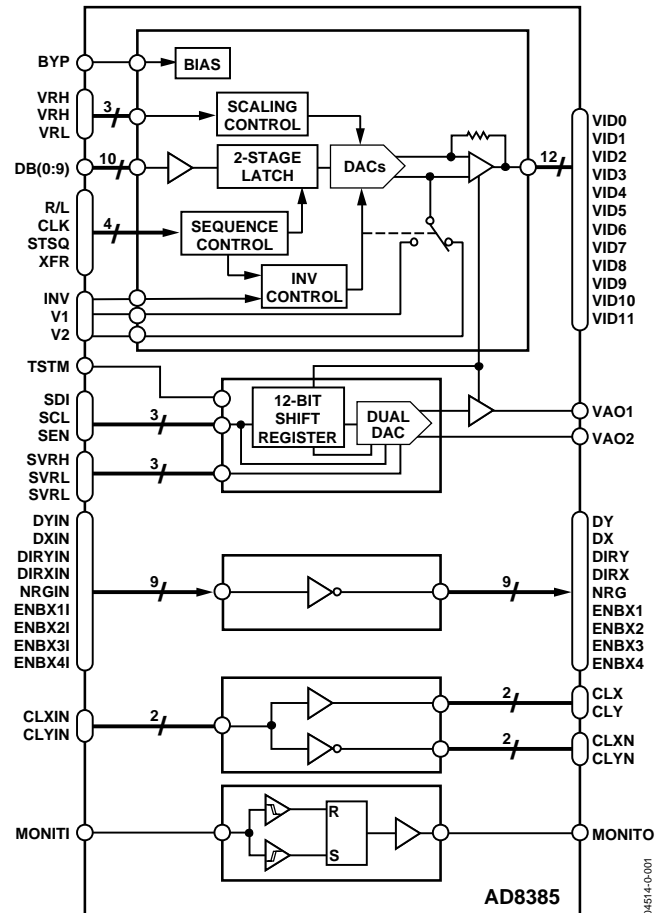 BYP
BIAS
VRH
VRH
VRL
3
SCALING
CONTROL
DB(0:9)
10
2-STAGE
LATCH
DACs
12
VID0
VID1
VID2
VID3
VID4
VID5
VID6
VID7
VID8
VID9
VID10
VID11
R/L
CLK
STSQ
XFR
4
SEQUENCE
CONTROL
INV
CONTROL
INV
V1
V2
TSTM
SDI
SCL
SEN
3
12-BIT
SHIFT
REGISTER
DUAL
DAC
VAO1
VAO2
SVRH
SVRL
SVRL
3
DYIN
DXIN
DIRYIN
DIRXIN
NRGIN
ENBX1I
ENBX2I
ENBX3I
ENBX4I
9
9
DY
DX
DIRY
DIRX
NRG
ENBX1
ENBX2
ENBX3
ENBX4
CLXIN
CLYIN
2
2
CLX
CLY
2
CLXN
CLYN
MONITI
R
S
MONITO
AD8385
04514-0-001